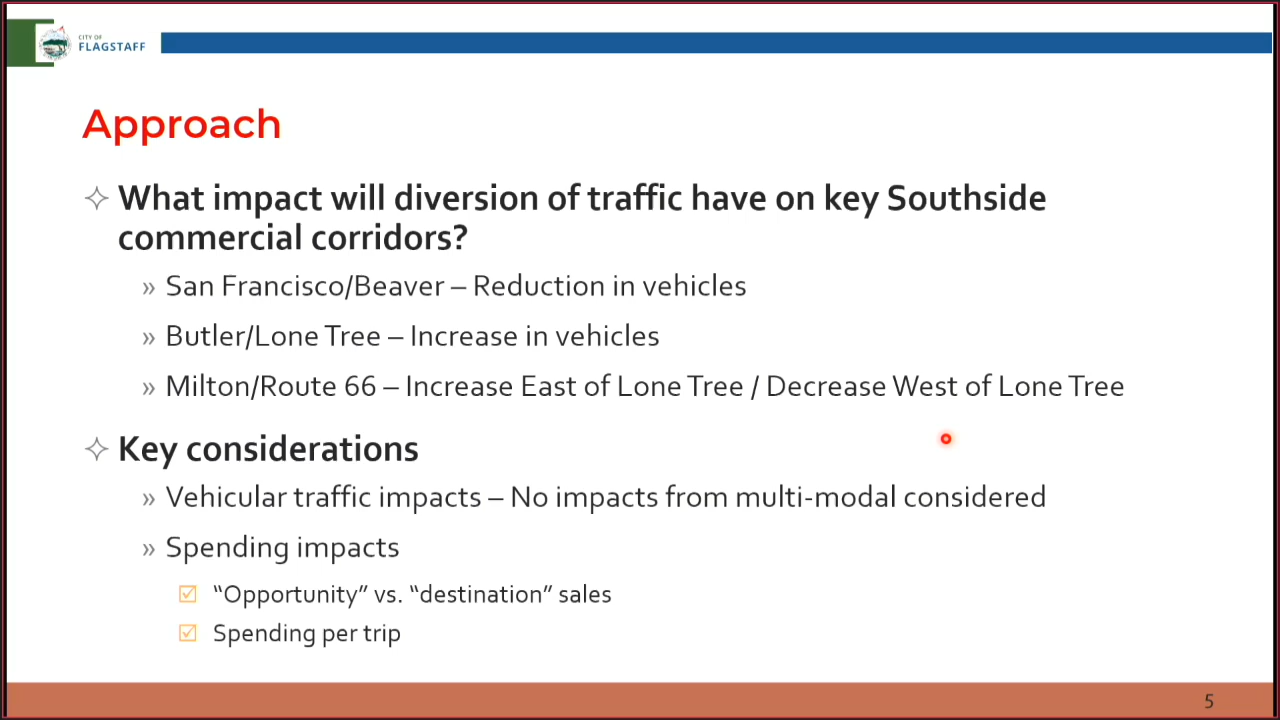 CITY OF
FLAGSTAFF
Approach
What impact will diversion of traffic have on key Southside
commercial corridors?
» San Francisco/Beaver – Reduction in vehicles
» Butler/Lone Tree – Increase in vehicles
» Milton/Route 66 – Increase East of Lone Tree / Decrease West of Lone Tree
Key considerations
» Vehicular traffic impacts – No impacts from multi-modal considered
» Spending impacts
“Opportunity” vs. “destination” sales
Spending per trip
5